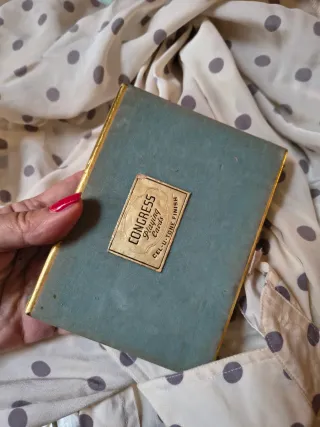 CONGRESS
Playing
Cards
CEL-U-TONE FINISH